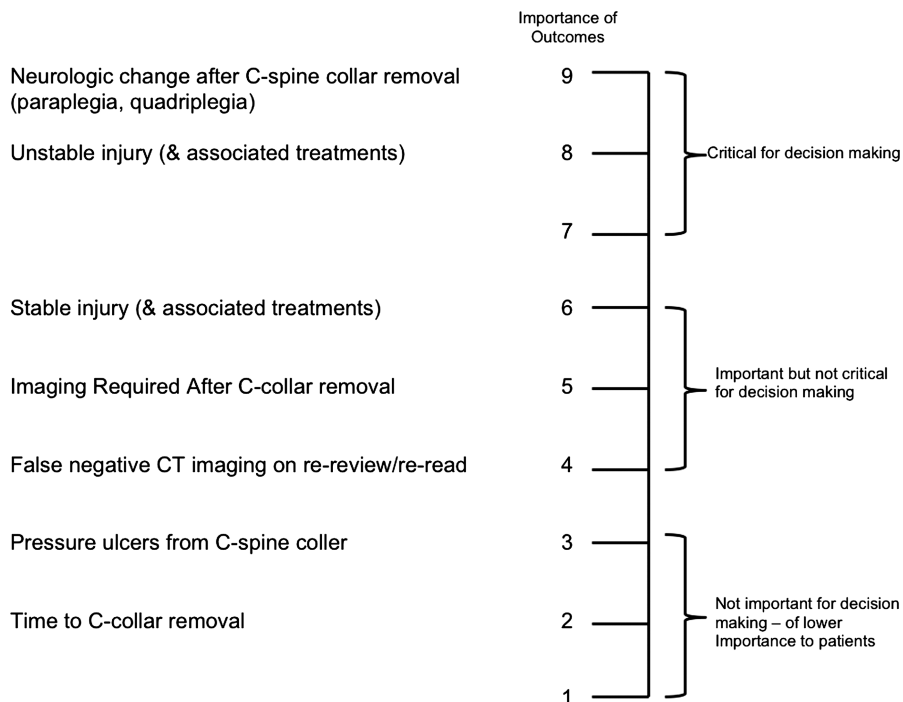 Importance of
Outcomes
Neurologic change after C-spine collar removal
(paraplegia, quadriplegia)
9
Unstable injury (& associated treatments)
8
Critical for decision making
7
Stable injury (& associated treatments)
6
Imaging Required After C-collar removal
5
Important but not critical
for decision making
False negative CT imaging on re-review/re-read
4
Pressure ulcers from C-spine coller
3
Time to C-collar removal
2
Not important for decision
making – of lower
Importance to patients
1